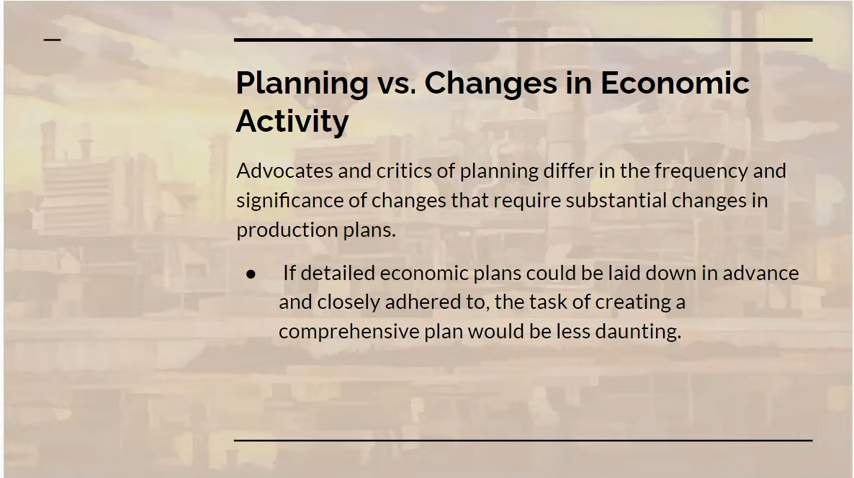 Planning vs. Changes in Economic
Activity
Advocates and critics of planning differ in the frequency and
significance of changes that require substantial changes in
production plans.
● If detailed economic plans could be laid down in advance
and closely adhered to, the task of creating a
comprehensive plan would be less daunting.